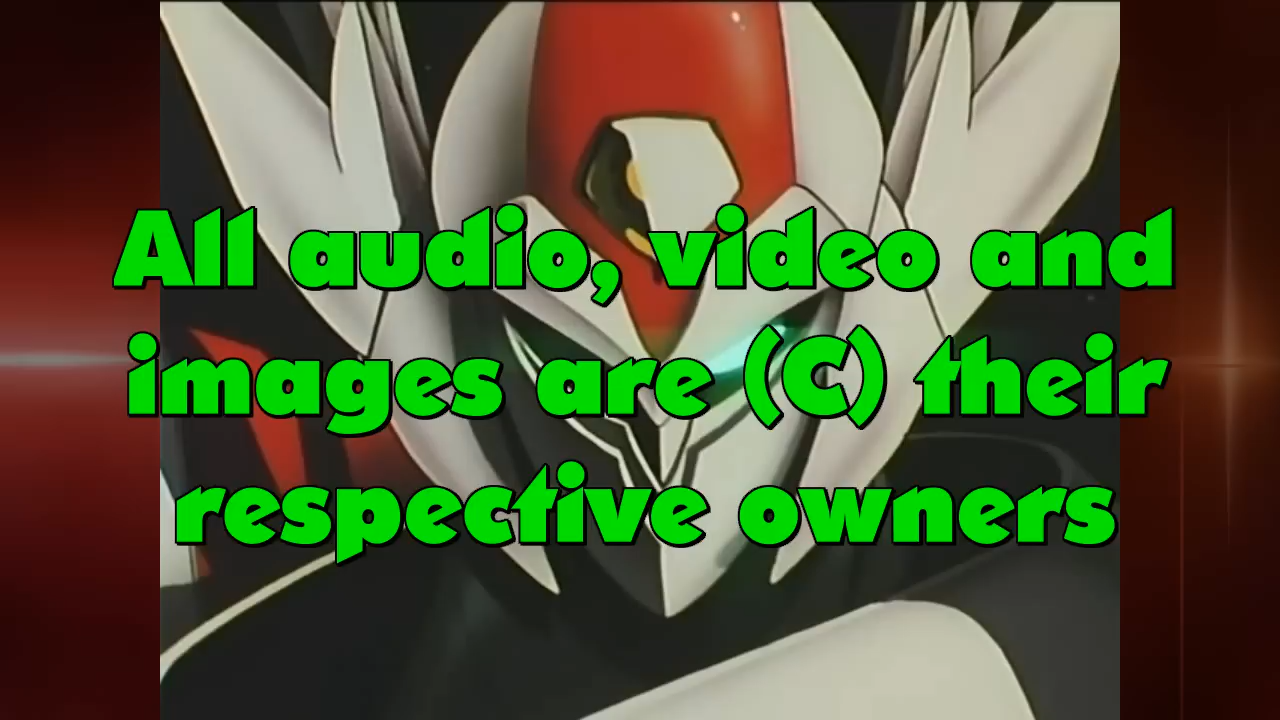 All audio, video and
images are (C) their
respective owners